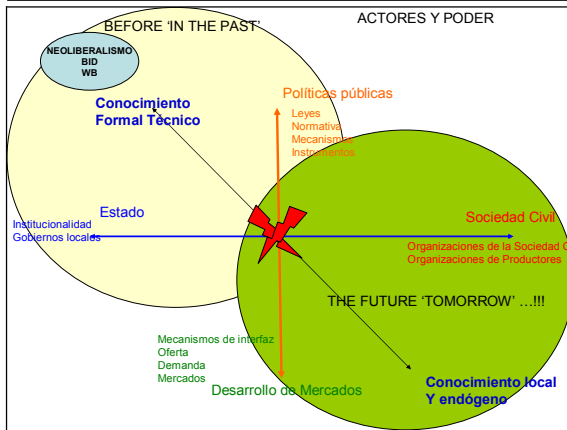 BEFORE 'IN THE PAST'
ACTORES Y PODER
NEOLIBERALISMO
BID
WB
Conocimiento
Formal Técnico
Políticas públicas
Leyes
Normativa
Mecanismos
Instrumentos
Estado
Institucionalidad
Gobiernos locales
Sociedad Civil
Organizaciones de la Sociedad C
Organizaciones de Productores
THE FUTURE 'TOMORROW' ...!!!
Mecanismos de interfaz
Oferta
Demanda
Mercados
Desarrollo de Mercados
Conocimiento local
Y endógeno